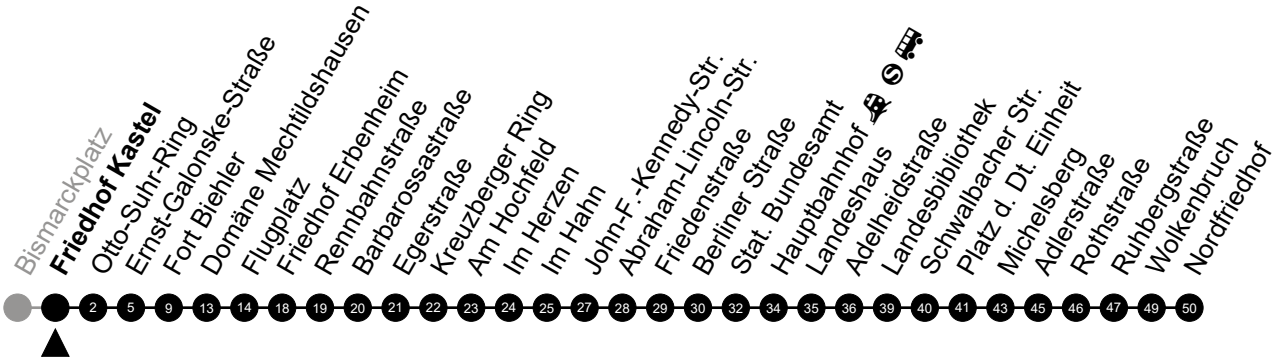 Bismarckplatz
Friedhof Kastel
Otto-Suhr-Ring
Ernst-Galonske-Straße
Fort Biehler
Domäne Mechtildshausen
Flugplatz
Friedhof Erbenheim
Rennbahnstraße
Barbarossastraße
Egerstraße
Kreuzberger Ring
Am Hochfeld
Im Herzen
Im Hahn
John-F.-Kennedy-Str.
Abraham-Lincoln-Str.
Friedenstraße
Berliner Straße
Stat. Bundesamt
Hauptbahnhof S
Landeshaus
Adelheidstraße
Landesbibliothek
Schwalbacher Str.
Platz d. Dt. Einheit
Michelsberg
Adlerstraße
Rothstraße
Ruhbergstraße
Wolkenbruch
Nordfriedhof
2 5 9 13 14 18 19 20 21 22 23 24 25 27 28 29 30 32 34 35 36 39 40 41 43 45 46 47 49 50